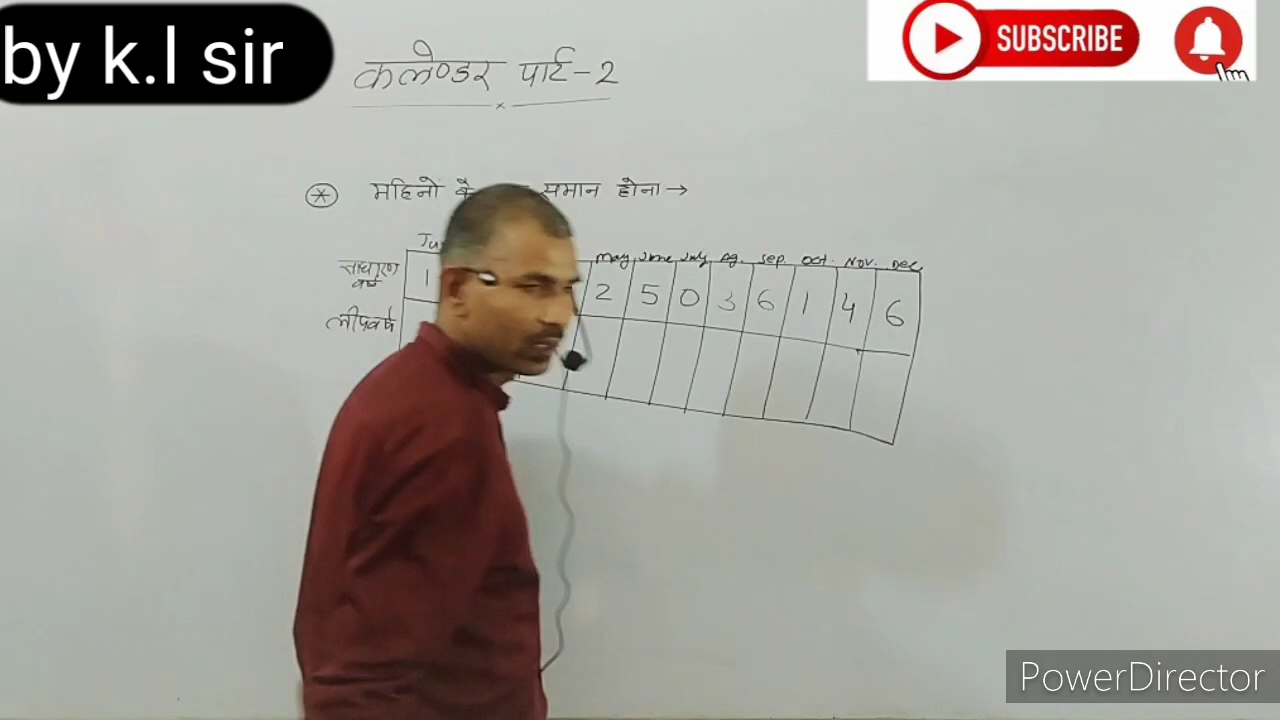 by k.l sir
SUBSCRIBE
कलेण्डर पार्ट-2
महिनों के समान होना →
may June July ag. sep. oct. Nov. Dec.
साधारण वर्ष 1 2 5 0 3 6 1 4 6
लीपवर्ष
PowerDirector